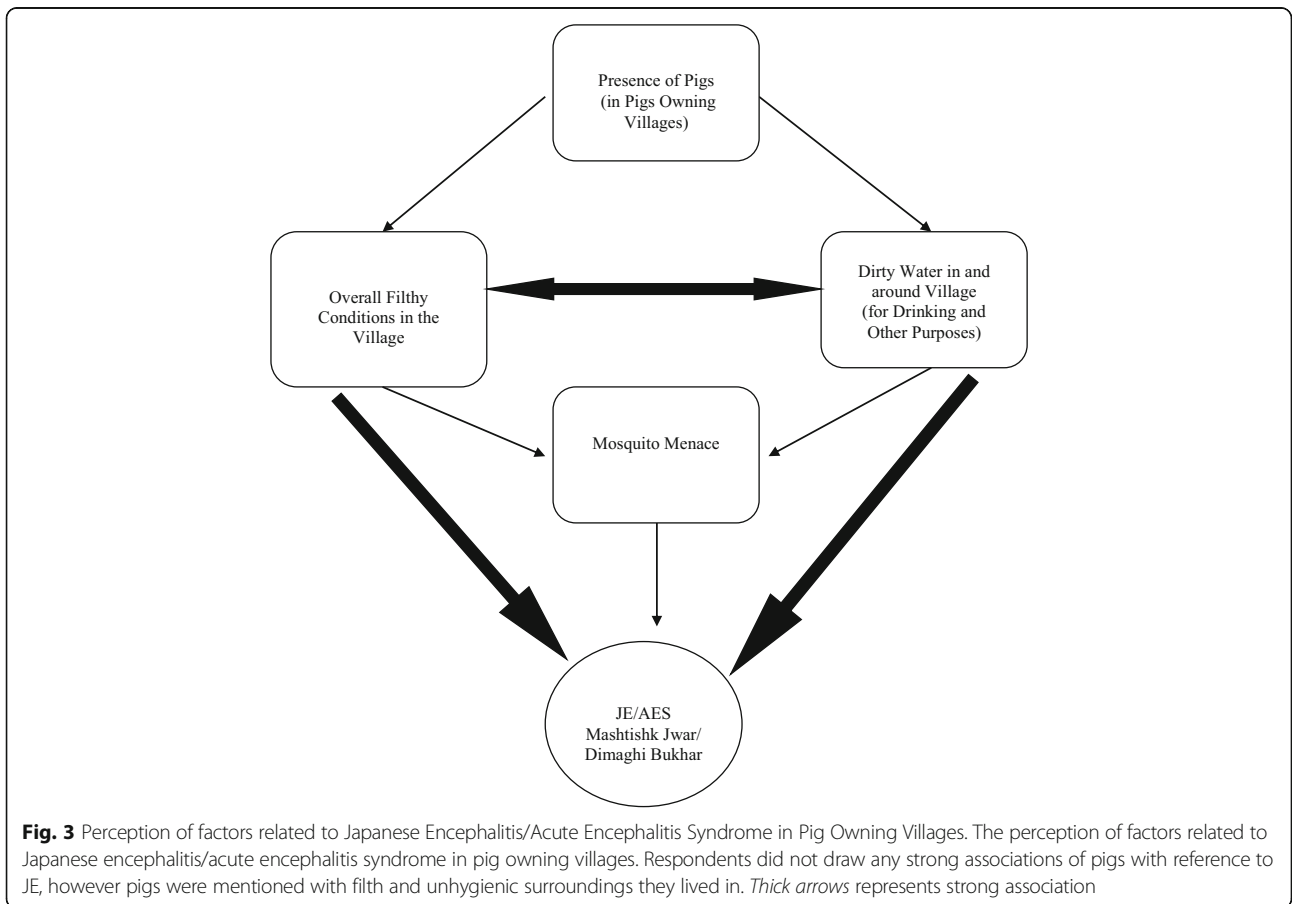 Presence of Pigs
(in Pigs Owning
Villages)
Overall Filthy
Conditions in the
Village
Dirty Water in and
around Village
(for Drinking and
Other Purposes)
Mosquito Menace
JE/AES
Mashtishk Jwar/
Dimaghi Bukhar
Fig. 3 Perception of factors related to Japanese Encephalitis/Acute Encephalitis Syndrome in Pig Owning Villages. The perception of factors related to
Japanese encephalitis/acute encephalitis syndrome in pig owning villages. Respondents did not draw any strong associations of pigs with reference to
JE, however pigs were mentioned with filth and unhygienic surroundings they lived in. Thick arrows represents strong association